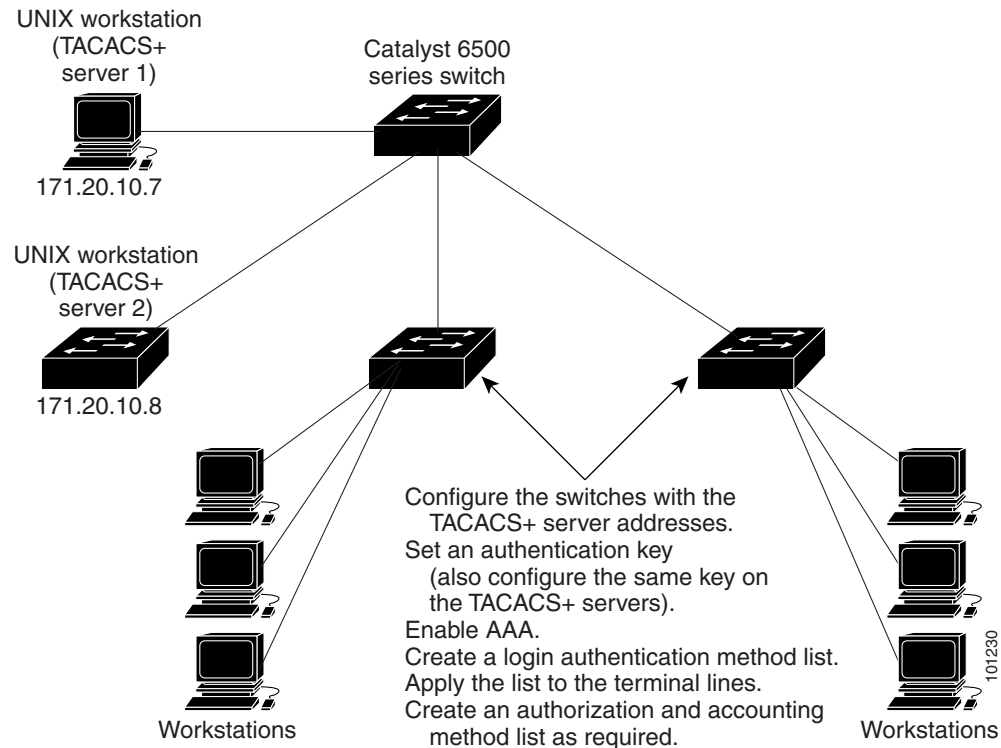 UNIX workstation
(TACACS+
server 1)
Catalyst 6500
series switch
171.20.10.7
UNIX workstation
(TACACS+
server 2)
171.20.10.8
Configure the switches with the
TACACS+ server addresses.
Set an authentication key
(also configure the same key on
the TACACS+ servers).
Enable AAA.
Create a login authentication method list.
Apply the list to the terminal lines.
Create an authorization and accounting
method list as required.
Workstations
Workstations
101230